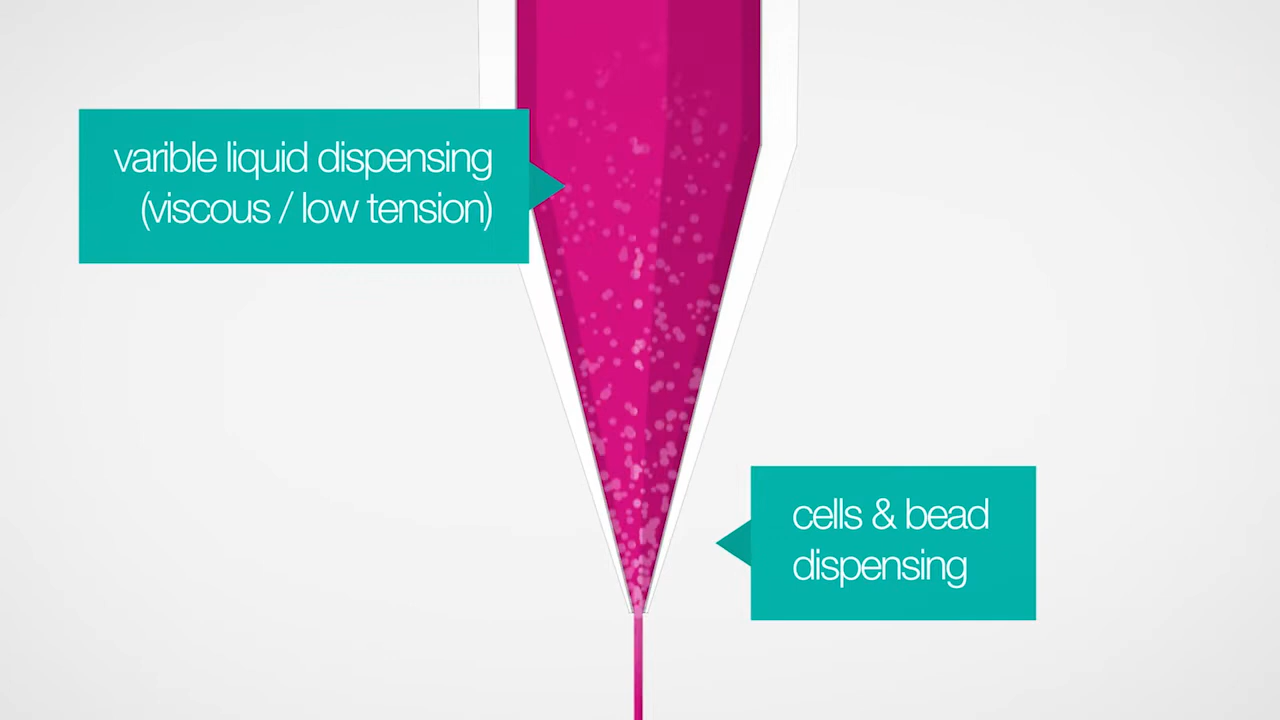 varible liquid dispensing
(viscous / low tension)
cells & bead
dispensing